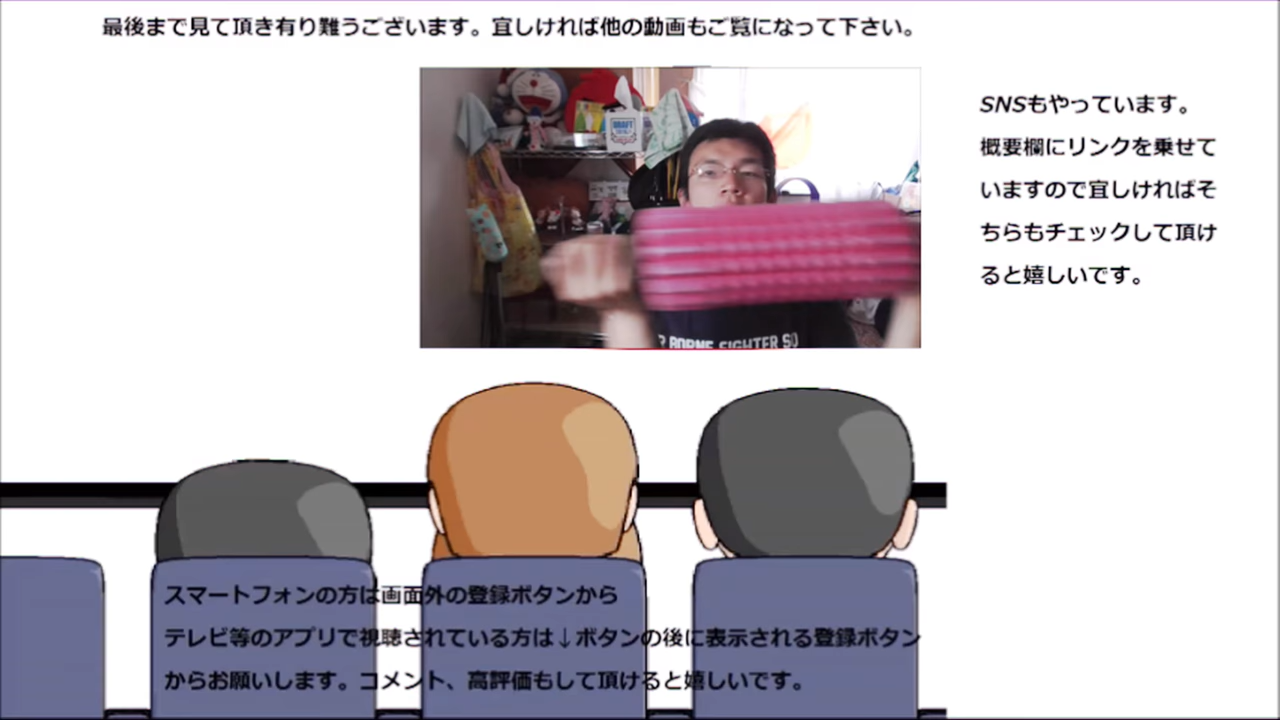 最後まで見て頂き有り難うございます。宜しければ他の動画もご覧になって下さい。
SNSもやっています。
概要欄にリンクを乗せて
いますので宜しければそ
ちらもチェックして頂け
ると嬉しいです。
DRAFT
BORNE FIGHTER SQ
スマートフォンの方は画面外の登録ボタンから
テレビ等のアプリで視聴されている方は↓ボタンの後に表示される登録ボタン
からお願いします。コメント、高評価もして頂けると嬉しいです。